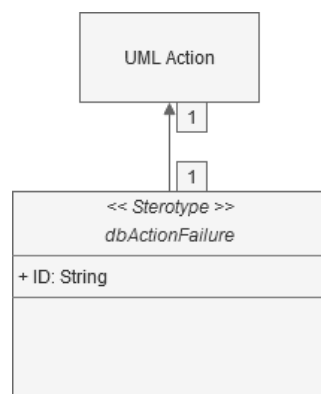 UML Action
1
1
<< Sterotype >>
dbActionFailure
+ ID: String